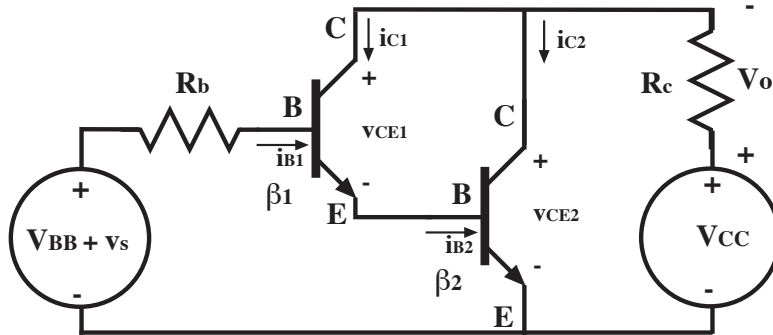 -
C iC1 iC2
+
Rb Rc Vo
B C
vCE1
iB1 + +
+ - +
β1 B
E vCE2
VBB + vs VCC
iB2
-
β2
- E -